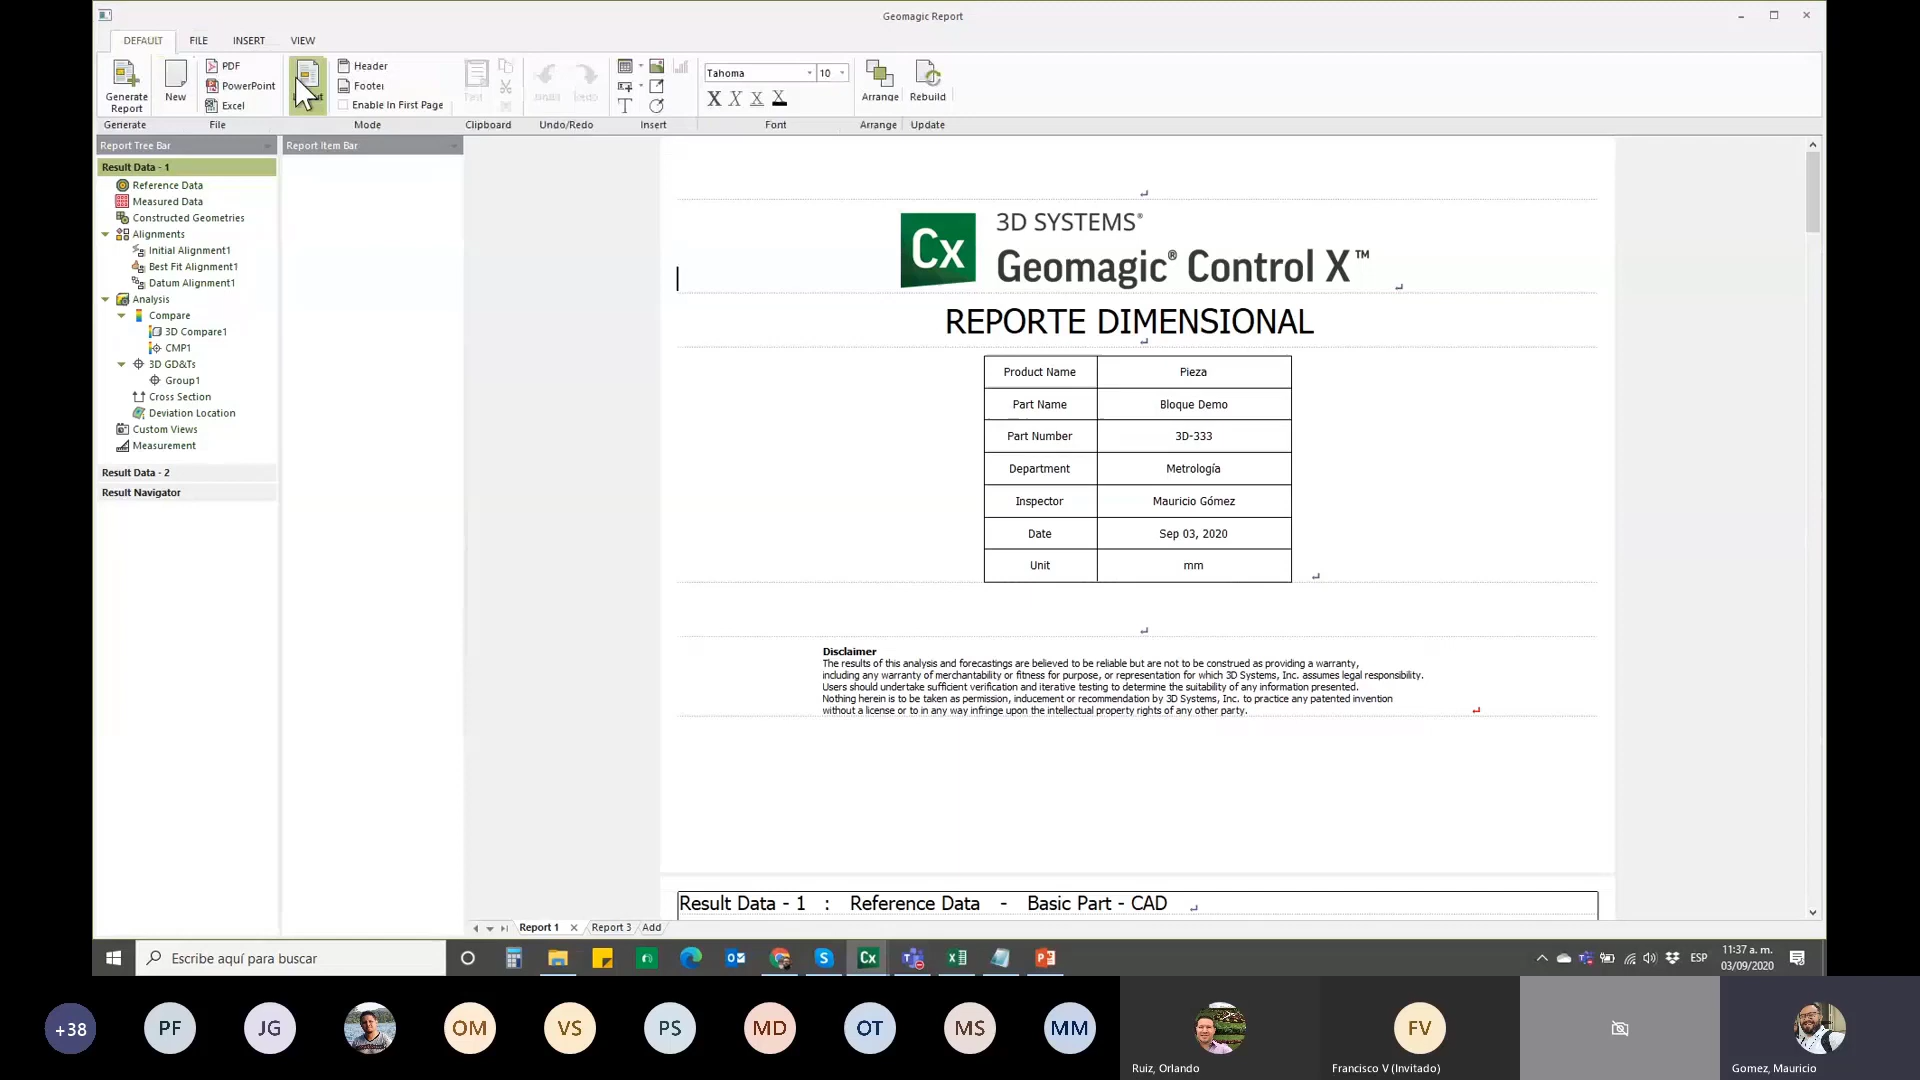 Geomagic Report
DEFAULT FILE INSERT VIEW
Generate Report
New
PDF
PowerPoint
Excel
Header
Footer
Enable In First Page
Undo Redo
Tahoma 10
X X X X
Arrange
Rebuild
Generate File Mode Clipboard Undo/Redo Insert Font Arrange Update
Report Tree Bar
Report Item Bar
Result Data - 1
Reference Data
Measured Data
Constructed Geometries
Alignments
Initial Alignment1
Best Fit Alignment1
Datum Alignment1
Analysis
Compare
3D Compare1
CMP1
3D GD&Ts
Group1
Cross Section
Deviation Location
Custom Views
Measurement
Result Data - 2
Result Navigator
Cx
3D SYSTEMS®
Geomagic® Control X™
REPORTE DIMENSIONAL
Product Name Pieza
Part Name Bloque Demo
Part Number 3D-333
Department Metrología
Inspector Mauricio Gómez
Date Sep 03, 2020
Unit mm
Disclaimer
The results of this analysis and forecastings are believed to be reliable but are not to be construed as providing a warranty,
including any warranty of merchantability or fitness for purpose, or representation for which 3D Systems, Inc. assumes legal responsibility.
Users should undertake sufficient verification and iterative testing to determine the suitability of any information presented.
Nothing herein is to be taken as permission, inducement or recommendation by 3D Systems, Inc. to practice any patented invention
without a license or to in any way infringe upon the intellectual property rights of any other party.
Result Data - 1 : Reference Data - Basic Part - CAD
Report 1 Report 3 Add
Escribe aquí para buscar
Cx
ESP
11:37 a. m.
03/09/2020
+38 PF JG OM VS PS MD OT MS MM FV
Ruiz, Orlando
Francisco V (Invitado)
Gomez, Mauricio